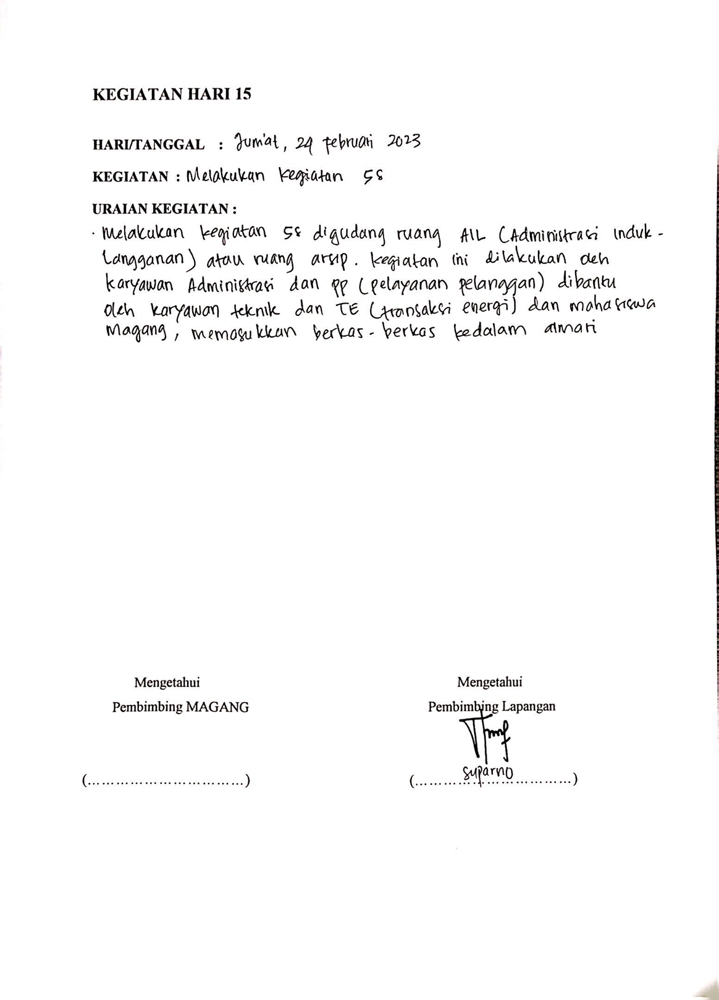 KEGIATAN HARI 15
HARI/TANGGAL : Jum'at, 24 Februari 2023
KEGIATAN : Melakukan kegiatan 5S
URAIAN KEGIATAN :
· Melakukan kegiatan 5S digudang ruang AIL (Administrasi Induk -
Langganan) atau ruang arsip. kegiatan ini dilakukan oleh
karyawan Administrasi dan PP (pelayanan pelanggan) dibantu
oleh karyawan teknik dan TE (transaksi energi) dan mahasiswa
Magang, memasukkan berkas-berkas kedalam almari
Mengetahui Mengetahui
Pembimbing MAGANG Pembimbing Lapangan
(.................................) (.................................)
Suparno